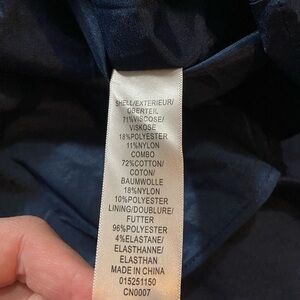 SHELL/EXTERIEUR/
OBERTEIL
71%VISCOSE/
VISKOSE
18%POLYESTER
11%NYLON
COMBO
72%COTTON/
COTON/
BAUMWOLLE
18%NYLON
10%POLYESTER
LINING/DOUBLURE/
FUTTER
96%POLYESTER
4%ELASTANE/
ELASTHANNE/
ELASTHAN
MADE IN CHINA
015251150
CN0007